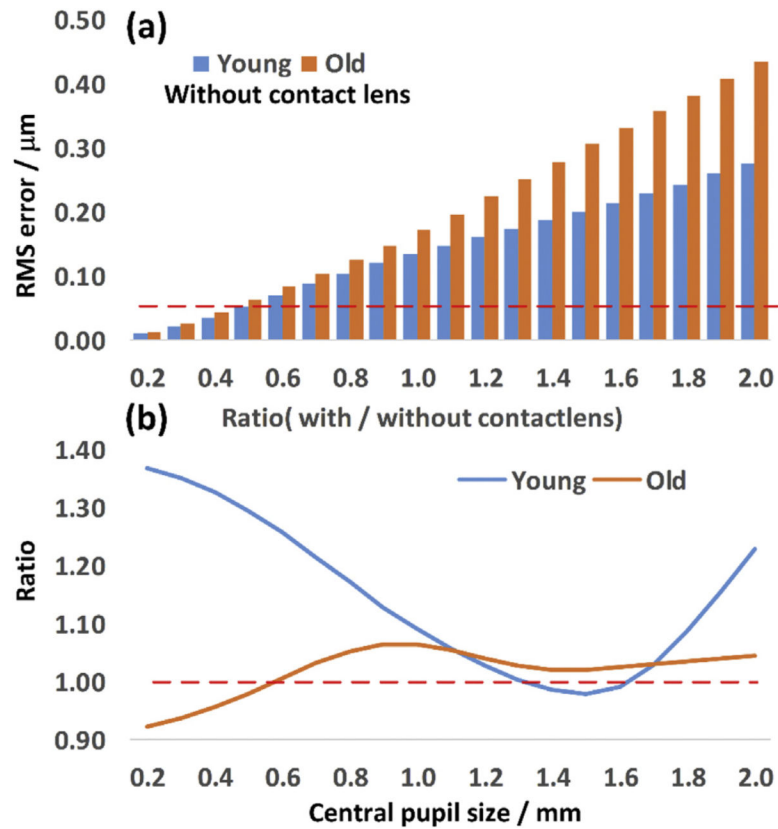 (a)
Young Old
Without contact lens
RMS error / μm
0.50
0.40
0.30
0.20
0.10
0.00
0.2 0.4 0.6 0.8 1.0 1.2 1.4 1.6 1.8 2.0
(b)
Ratio( with / without contactlens)
Young Old
Ratio
1.40
1.30
1.20
1.10
1.00
0.90
0.2 0.4 0.6 0.8 1.0 1.2 1.4 1.6 1.8 2.0
Central pupil size / mm